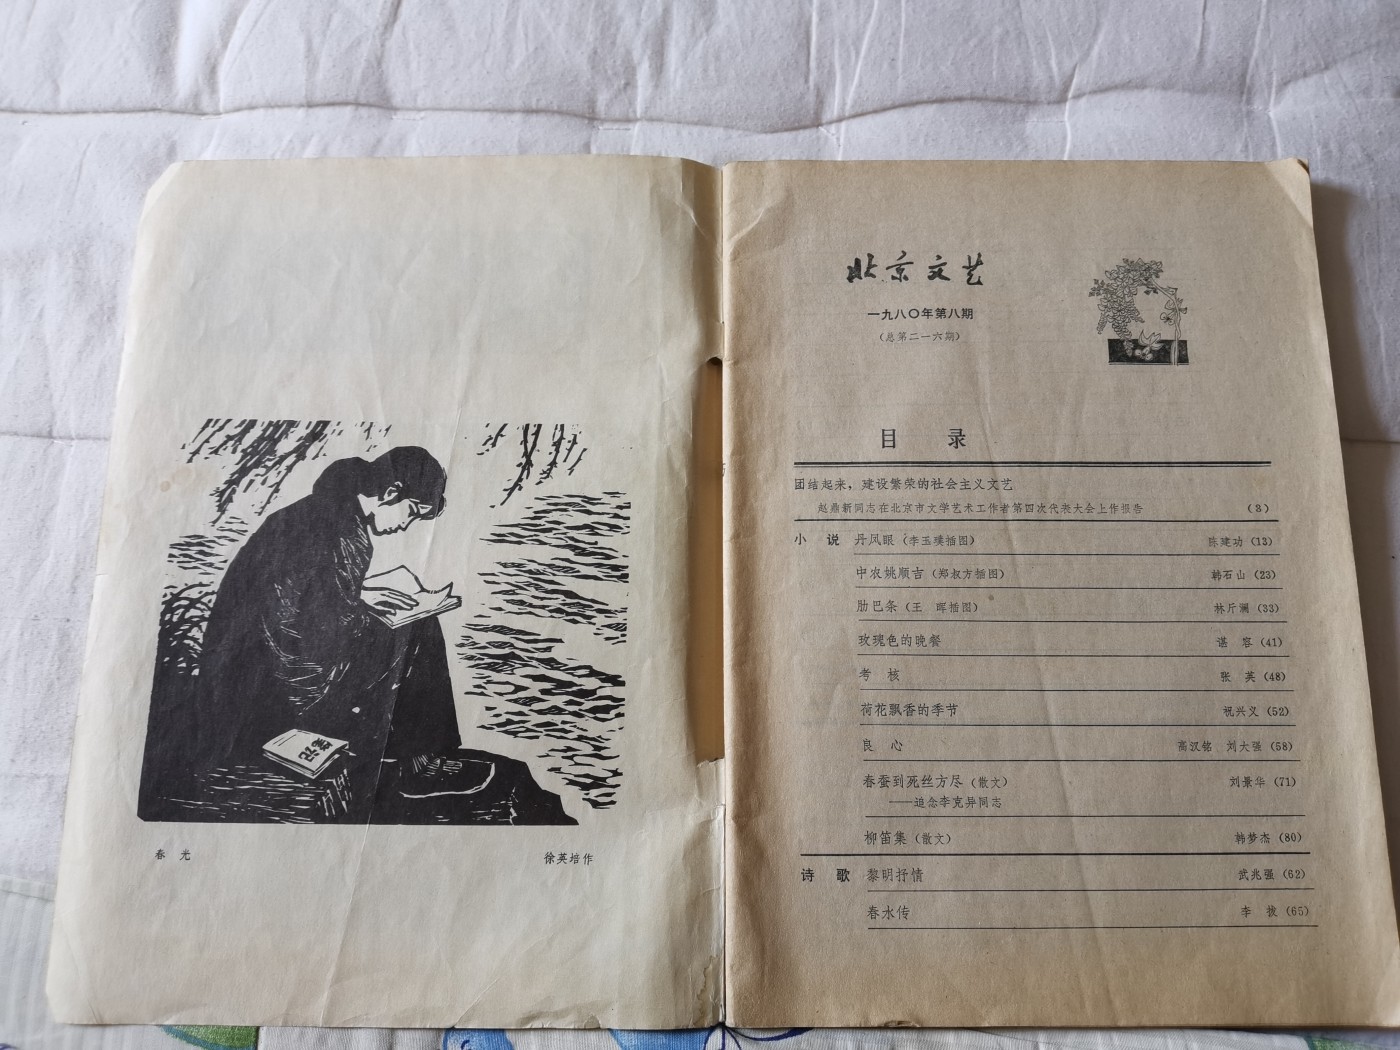 笔记
春 光
徐英培作
北京文艺
一九八〇年第八期
(总第二一六期)
目 录
团结起来，建设繁荣的社会主义文艺
赵鼎新同志在北京市文学艺术工作者第四次代表大会上作报告 (3)
小 说 丹凤眼(李玉璞插图) 陈建功(13)
中农姚顺吉(郑叔方插图) 韩石山(23)
肋巴条(王 晖插图) 林斤澜(33)
玫瑰色的晚餐 谌 容(41)
考 核 张 英(48)
荷花飘香的季节 祝兴义(52)
良 心 高汉铭 刘大强(58)
春蚕到死丝方尽(散文) 刘景华(71)
——追念李克异同志
柳笛集(散文) 韩梦杰(80)
诗 歌 黎明抒情 武兆强(62)
春水传 李 拔(65)